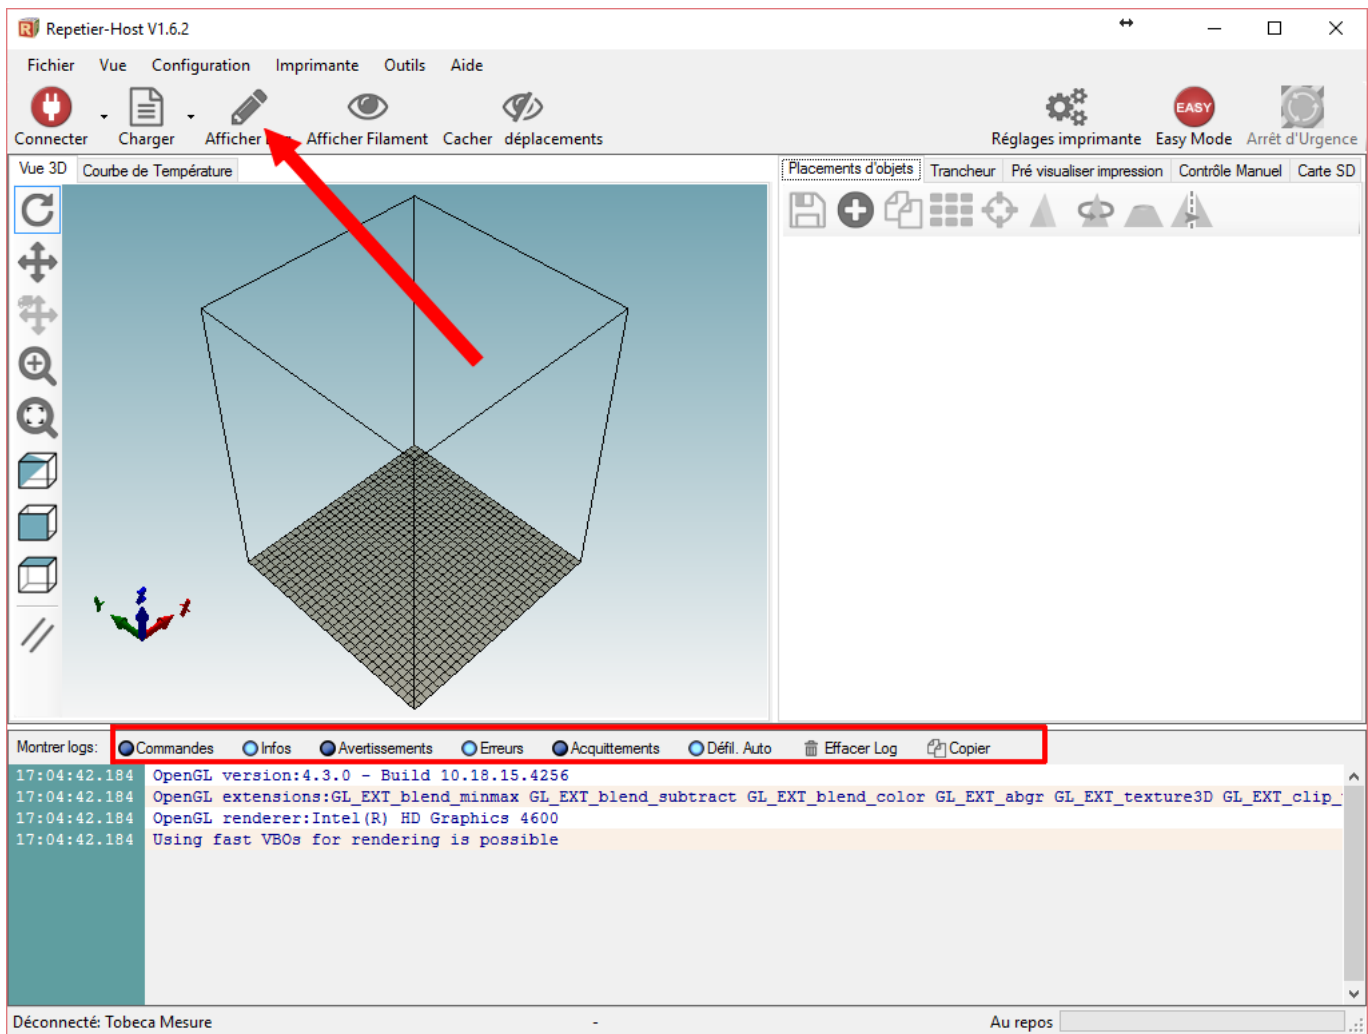 Repetier-Host V1.6.2
Fichier Vue Configuration Imprimante Outils Aide
Connecter Charger Afficher Afficher Filament Cacher déplacements Réglages imprimante EASY Easy Mode Arrêt d'Urgence
Vue 3D Courbe de Température Placements d'objets Trancheur Pré visualiser impression Contrôle Manuel Carte SD
Montrer logs: Commandes Infos Avertissements Erreurs Acquittements Défil. Auto Effacer Log Copier
17:04:42.184 OpenGL version:4.3.0 - Build 10.18.15.4256
17:04:42.184 OpenGL extensions:GL_EXT_blend_minmax GL_EXT_blend_subtract GL_EXT_blend_color GL_EXT_abgr GL_EXT_texture3D GL_EXT_clip_
17:04:42.184 OpenGL renderer:Intel(R) HD Graphics 4600
17:04:42.184 Using fast VBOs for rendering is possible
Déconnecté: Tobeca Mesure - Au repos